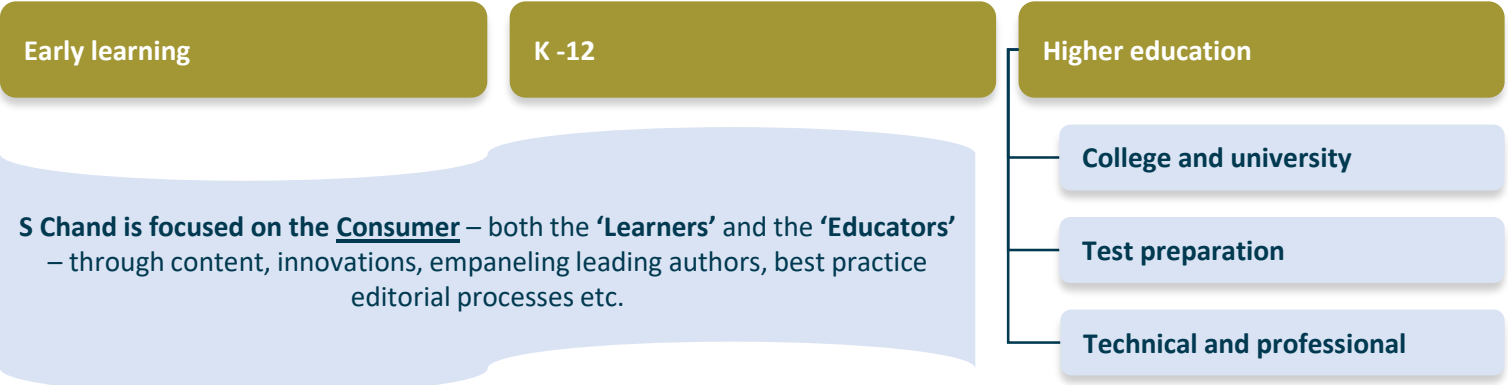 Early learning
K -12
Higher education
S Chand is focused on the Consumer – both the ‘Learners’ and the ‘Educators’
– through content, innovations, empaneling leading authors, best practice
editorial processes etc.
College and university
Test preparation
Technical and professional